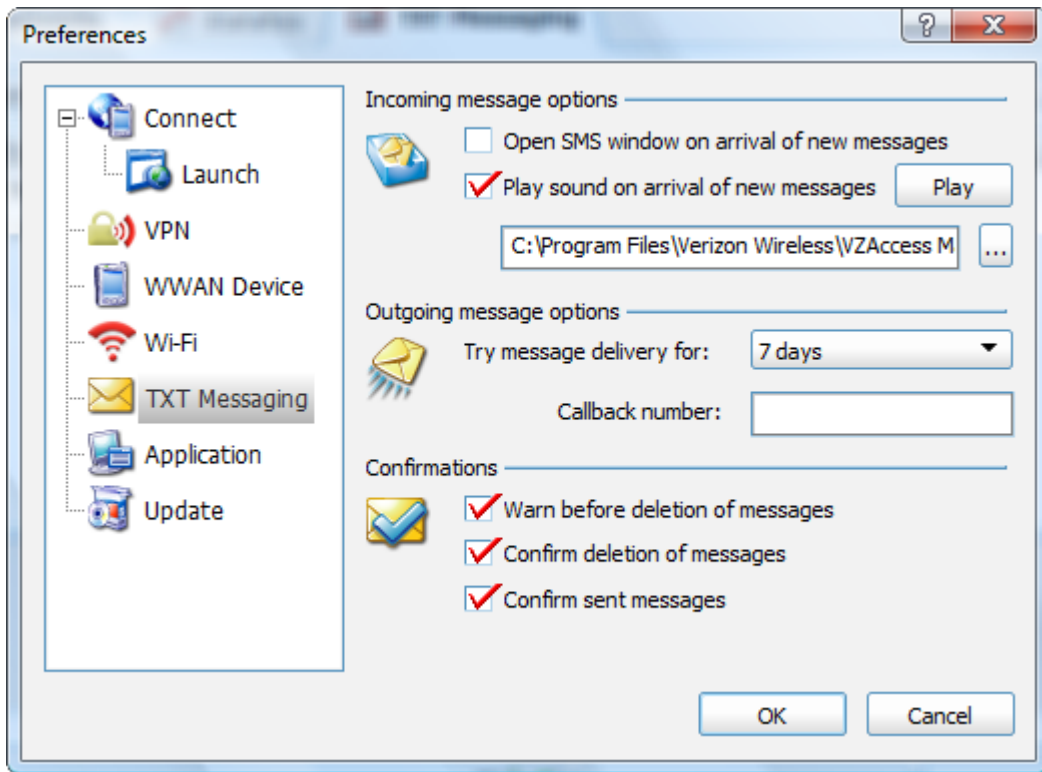 TXT Messaging
Preferences
Connect
Launch
VPN
WWAN Device
Wi-Fi
TXT Messaging
Application
Update
Incoming message options
Open SMS window on arrival of new messages
Play sound on arrival of new messages Play
C:\Program Files\Verizon Wireless\VZAccess M ...
Outgoing message options
Try message delivery for: 7 days
Callback number:
Confirmations
Warn before deletion of messages
Confirm deletion of messages
Confirm sent messages
OK Cancel